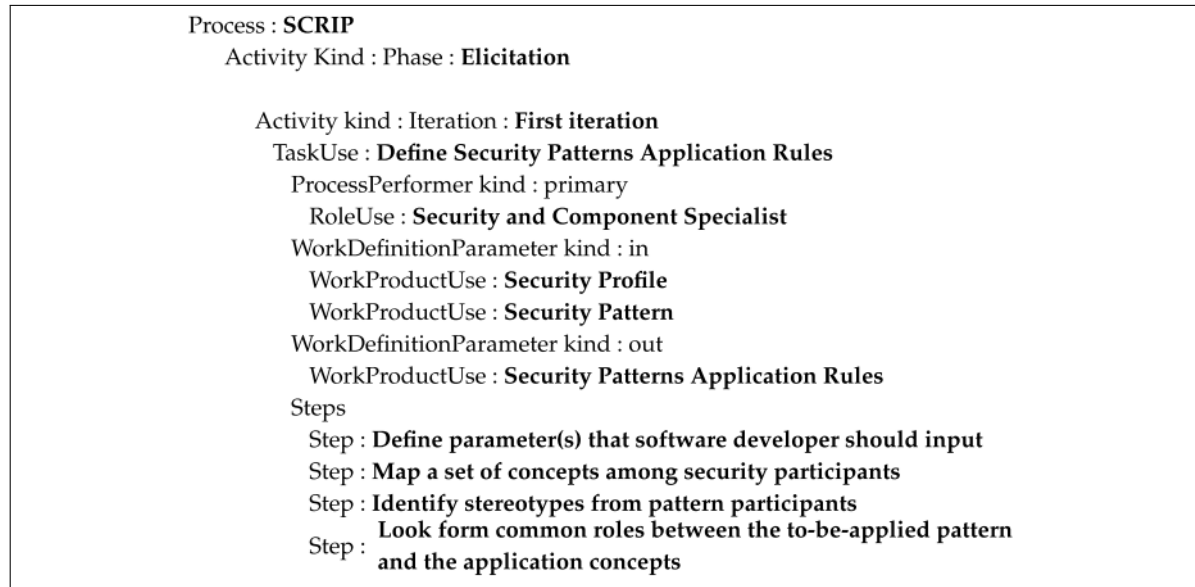 Process : SCRIP
Activity Kind : Phase : Elicitation
Activity kind : Iteration : First iteration
TaskUse : Define Security Patterns Application Rules
ProcessPerformer kind : primary
RoleUse : Security and Component Specialist
WorkDefinitionParameter kind : in
WorkProductUse : Security Profile
WorkProductUse : Security Pattern
WorkDefinitionParameter kind : out
WorkProductUse : Security Patterns Application Rules
Steps
Step : Define parameter(s) that software developer should input
Step : Map a set of concepts among security participants
Step : Identify stereotypes from pattern participants
Step : Look form common roles between the to-be-applied pattern
and the application concepts